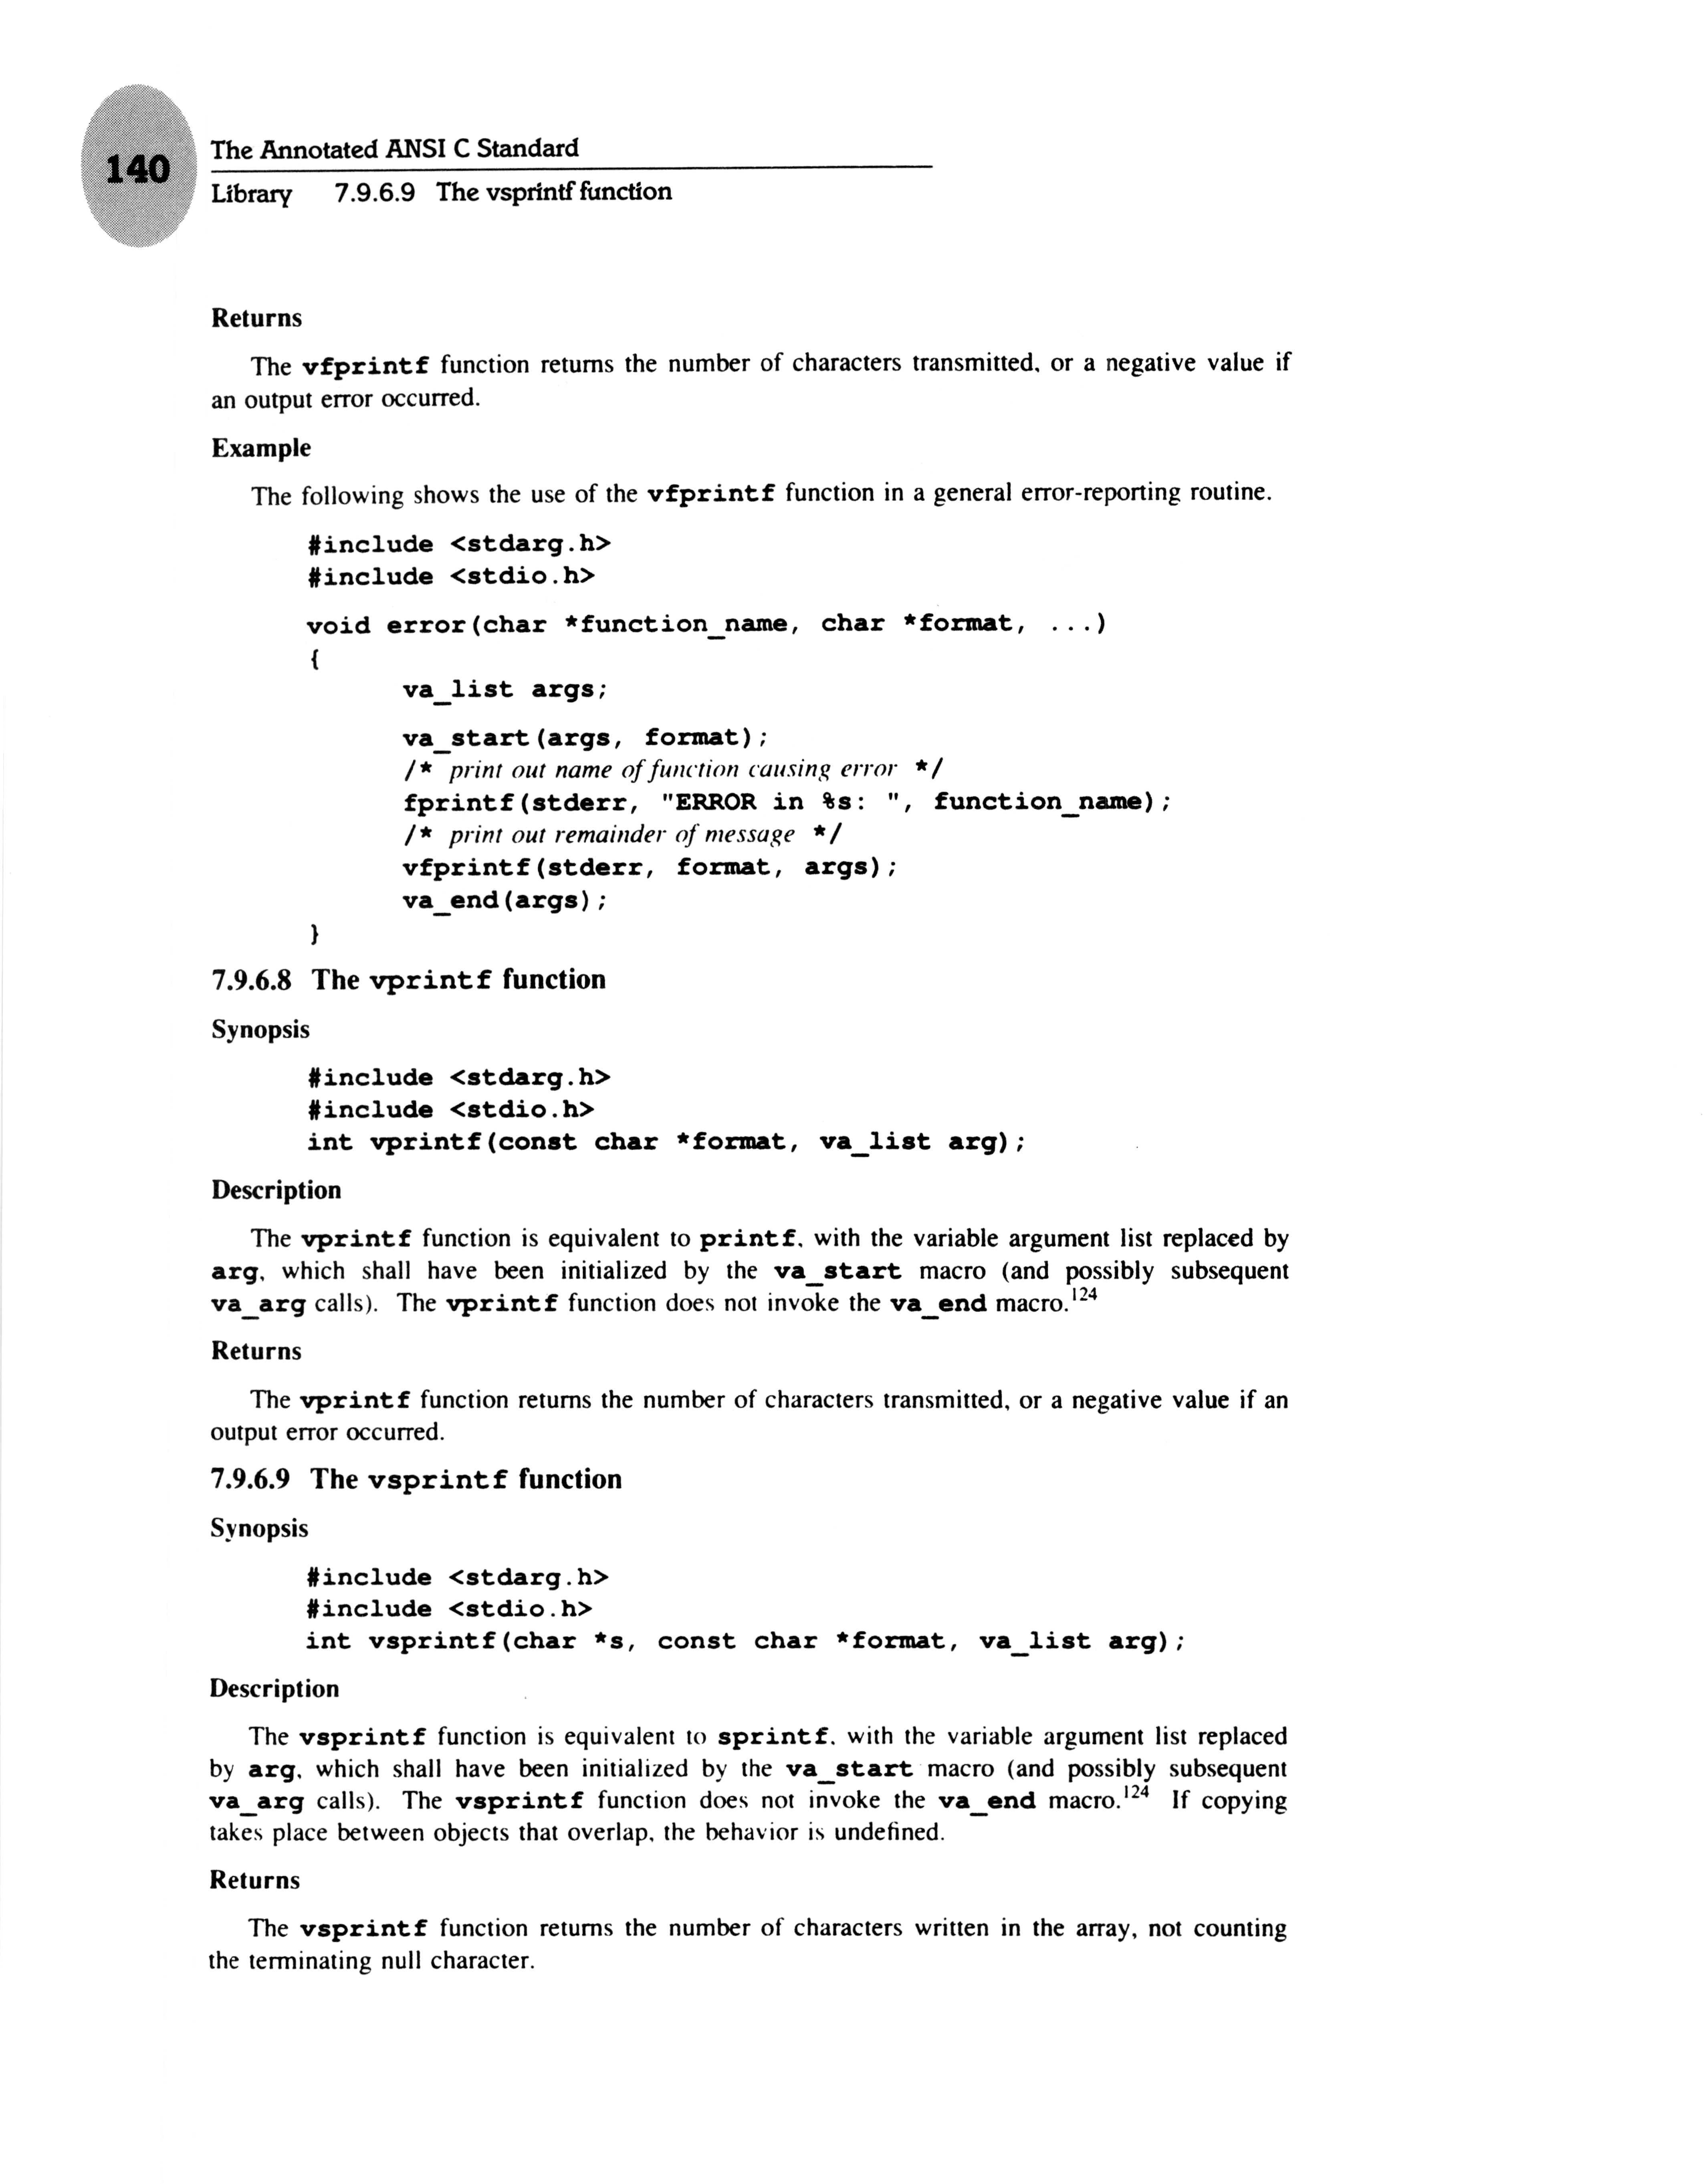 140
The Annotated ANSI C Standard
Library 7.9.6.9 The vsprintf function
Returns
The vfprintf function returns the number of characters transmitted, or a negative value if
an output error occurred.
Example
The following shows the use of the vfprintf function in a general error-reporting routine.
#include <stdarg.h>
#include <stdio.h>
void error(char *function_name, char *format, ...)
{
va_list args;
va_start(args, format);
/* print out name of function causing error */
fprintf(stderr, "ERROR in %s: ", function_name);
/* print out remainder of message */
vfprintf(stderr, format, args);
va_end(args);
}
7.9.6.8 The vprintf function
Synopsis
#include <stdarg.h>
#include <stdio.h>
int vprintf(const char *format, va_list arg);
Description
The vprintf function is equivalent to printf, with the variable argument list replaced by
arg, which shall have been initialized by the va_start macro (and possibly subsequent
va_arg calls). The vprintf function does not invoke the va_end macro.124
Returns
The vprintf function returns the number of characters transmitted, or a negative value if an
output error occurred.
7.9.6.9 The vsprintf function
Synopsis
#include <stdarg.h>
#include <stdio.h>
int vsprintf(char *s, const char *format, va_list arg);
Description
The vsprintf function is equivalent to sprintf, with the variable argument list replaced
by arg, which shall have been initialized by the va_start macro (and possibly subsequent
va_arg calls). The vsprintf function does not invoke the va_end macro.124 If copying
takes place between objects that overlap, the behavior is undefined.
Returns
The vsprintf function returns the number of characters written in the array, not counting
the terminating null character.